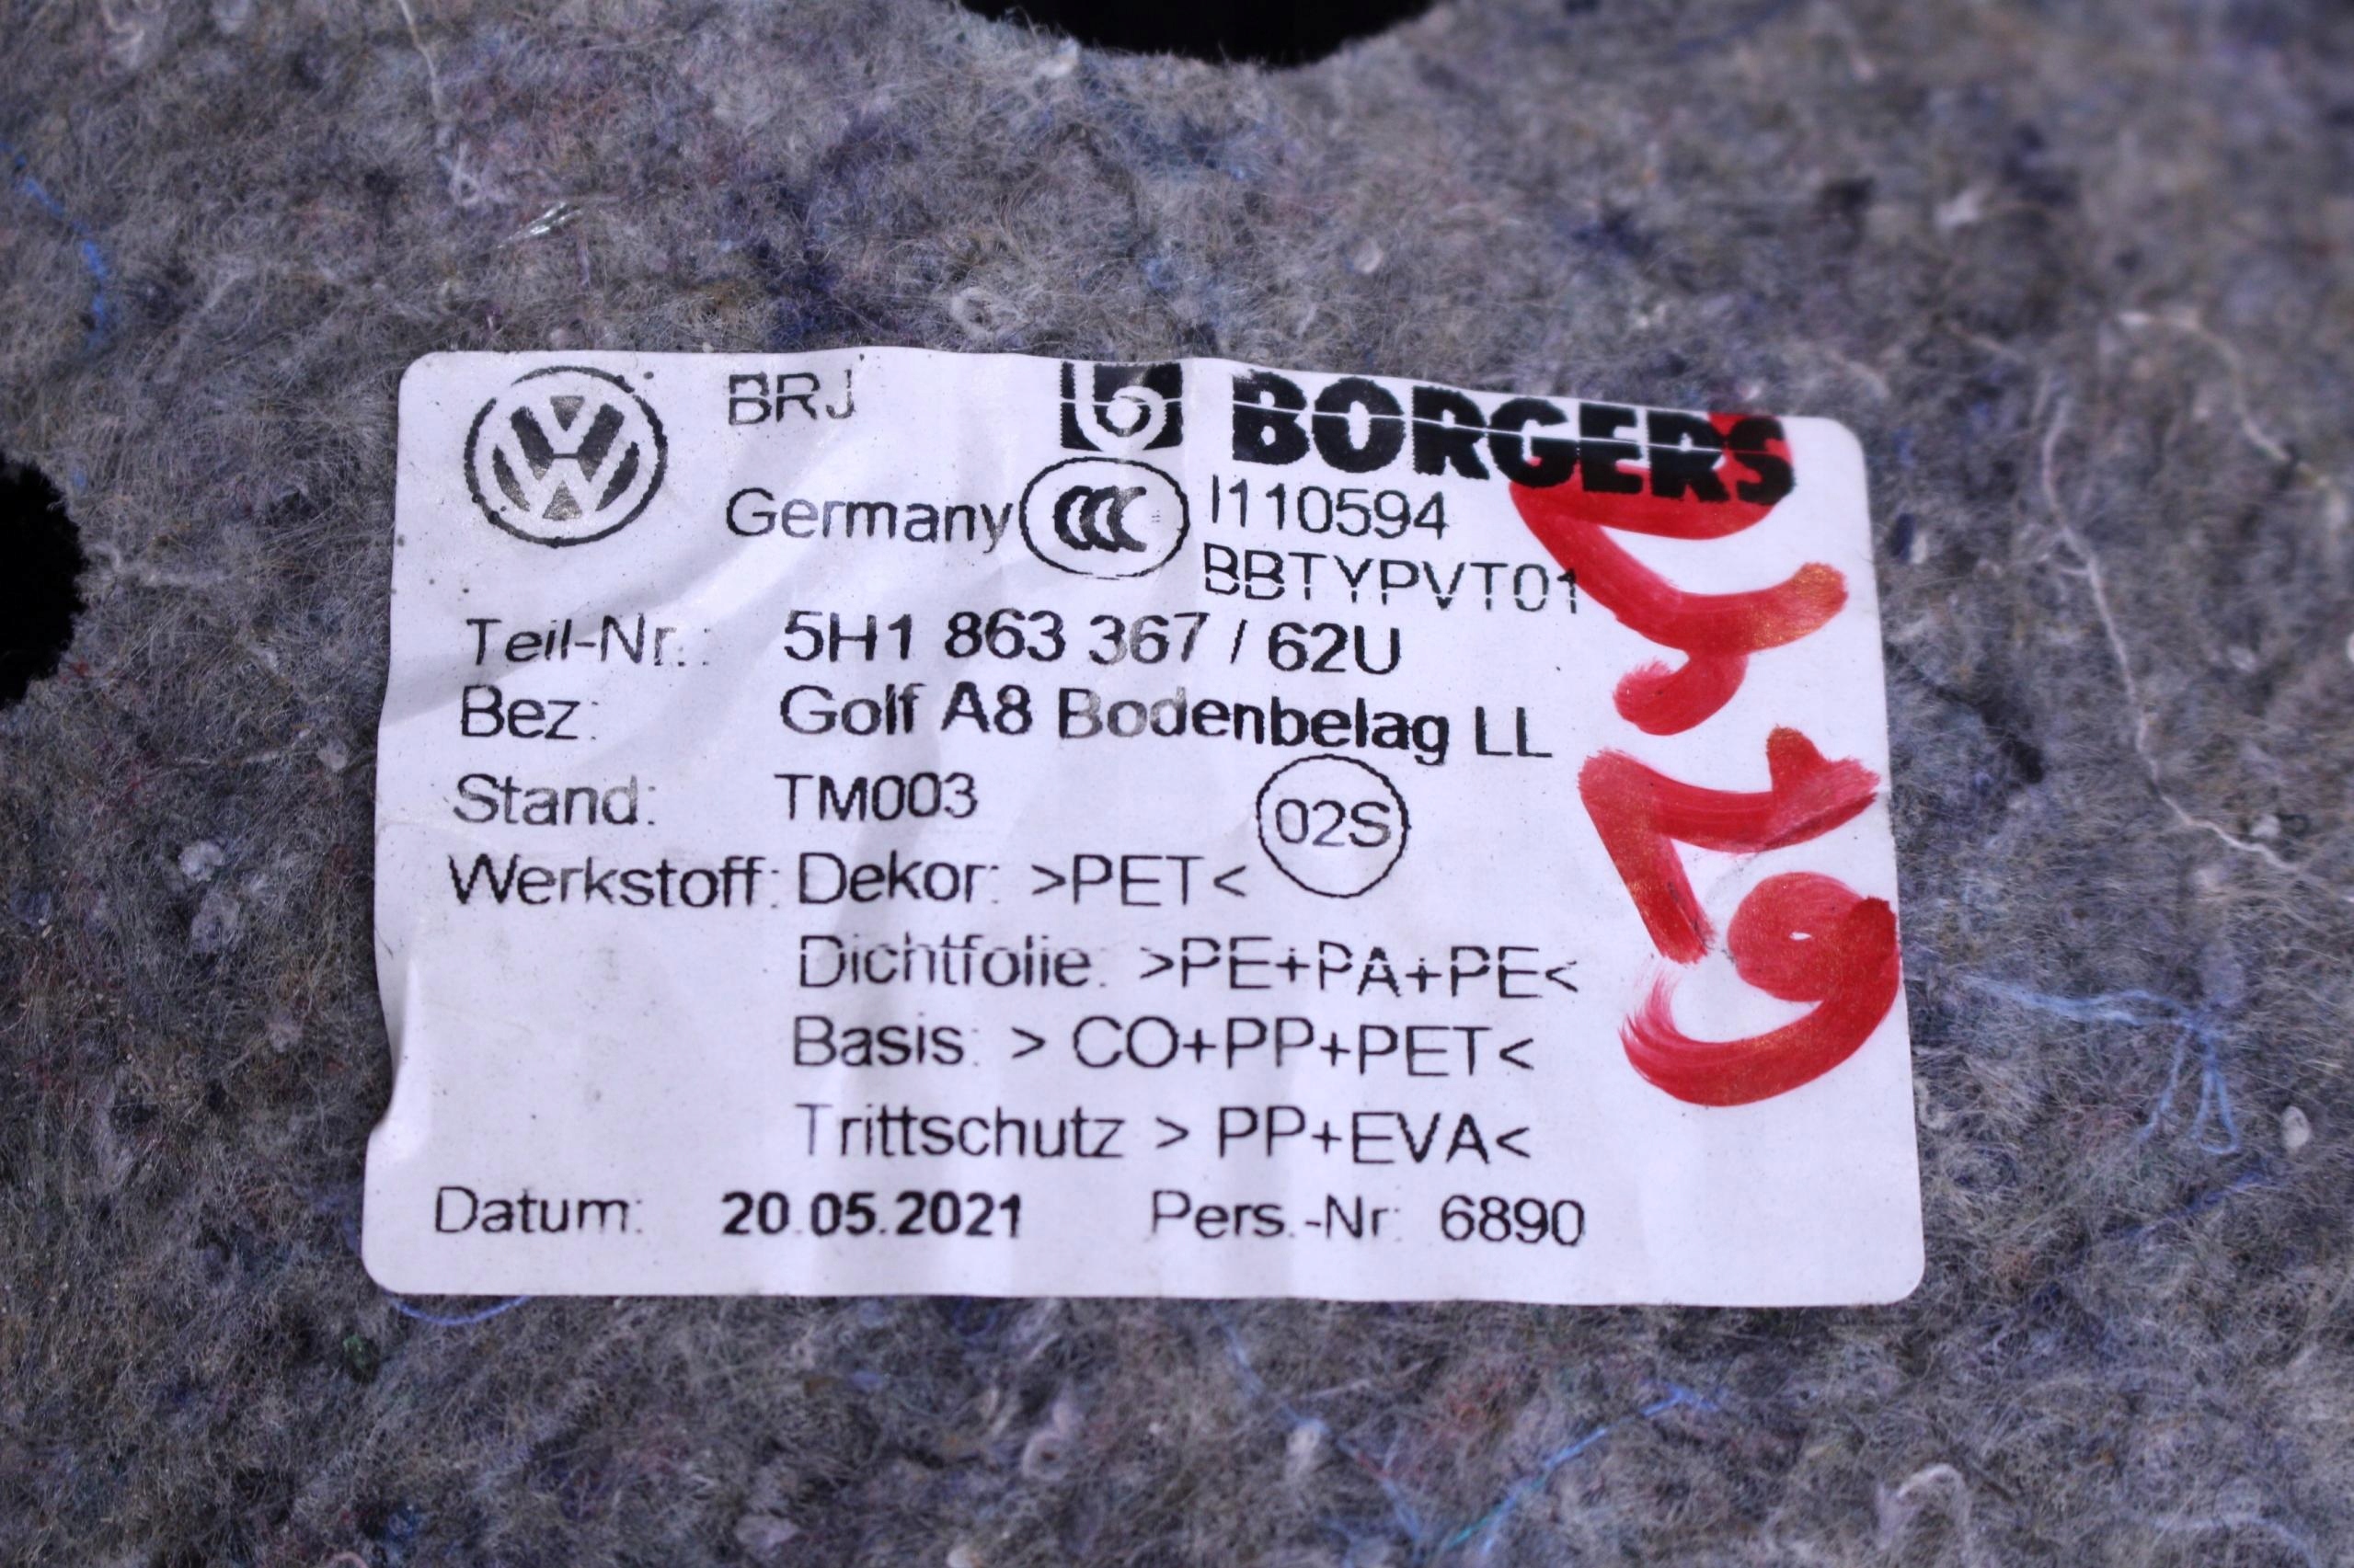 BRJ
BORGERS
Germany
I110594
BBTYPVT01
Teil-Nr.: 5H1 863 367 / 62U
Bez: Golf A8 Bodenbelag LL
Stand: TM003 02S
Werkstoff: Dekor: >PET<
Dichtfolie: >PE+PA+PE<
Basis: > CO+PP+PET<
Trittschutz > PP+EVA<
Datum: 20.05.2021 Pers.-Nr: 6890